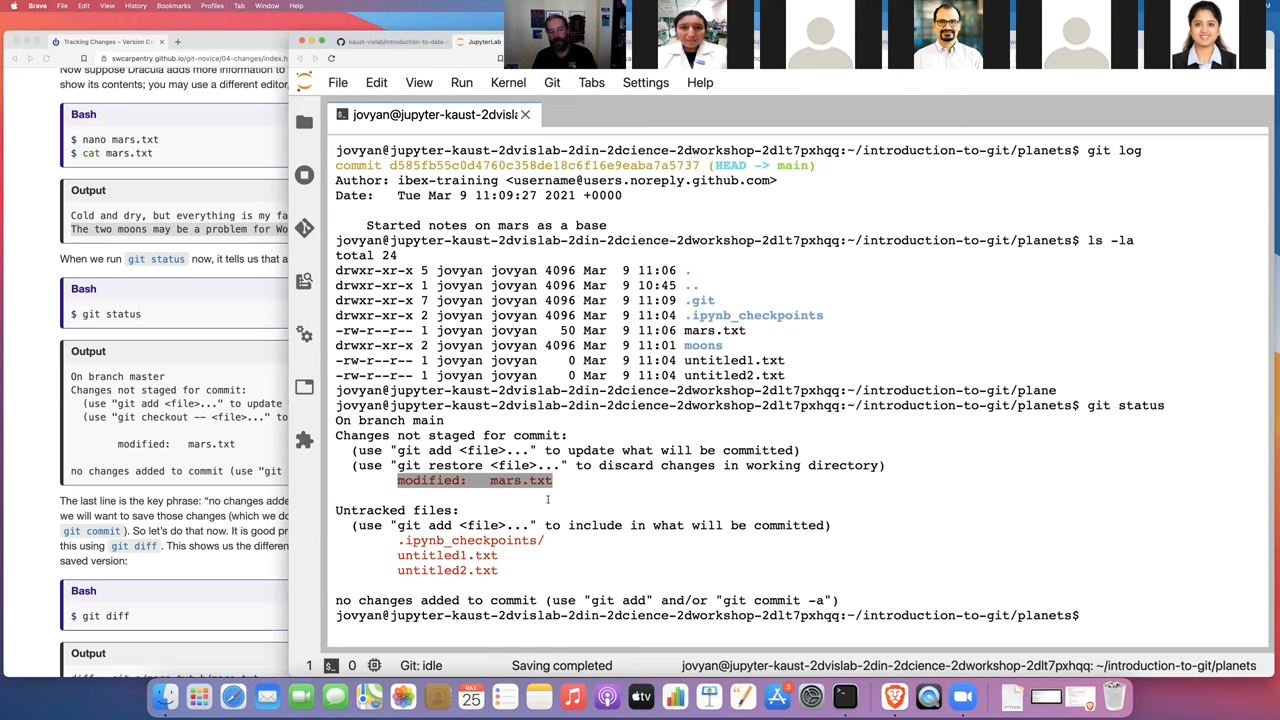 Brave File Edit View History Bookmarks Profiles Tab Window Help
Tracking Changes – Version C
swcarpentry.github.io/git-novice/04-changes/index.h
Now suppose Dracula adds more information to
show its contents; you may use a different editor,
Bash
$ nano mars.txt
$ cat mars.txt
Output
Cold and dry, but everything is my fa
The two moons may be a problem for Wo
When we run git status now, it tells us that a
Bash
$ git status
Output
On branch master
Changes not staged for commit:
(use "git add <file>..." to update
(use "git checkout -- <file>..." to
modified: mars.txt
no changes added to commit (use "git
The last line is the key phrase: “no changes adde
we will want to save those changes (which we do
git commit). So let’s do that now. It is good pr
this using git diff. This shows us the differen
saved version:
Bash
$ git diff
Output
kaust-vislab/introduction-to-data-
JupyterLab
File Edit View Run Kernel Git Tabs Settings Help
jovyan@jupyter-kaust-2dvisla
jovyan@jupyter-kaust-2dvislab-2din-2dcience-2dworkshop-2dlt7pxhqq:~/introduction-to-git/planets$ git log
commit d585fb55c0d4760c358de18c6f16e9eaba7a5737 (HEAD -> main)
Author: ibex-training <username@users.noreply.github.com>
Date: Tue Mar 9 11:09:27 2021 +0000
Started notes on mars as a base
jovyan@jupyter-kaust-2dvislab-2din-2dcience-2dworkshop-2dlt7pxhqq:~/introduction-to-git/planets$ ls -la
total 24
drwxr-xr-x 5 jovyan jovyan 4096 Mar 9 11:06 .
drwxr-xr-x 1 jovyan jovyan 4096 Mar 9 10:45 ..
drwxr-xr-x 7 jovyan jovyan 4096 Mar 9 11:09 .git
drwxr-xr-x 2 jovyan jovyan 4096 Mar 9 11:04 .ipynb_checkpoints
-rw-r--r-- 1 jovyan jovyan 50 Mar 9 11:06 mars.txt
drwxr-xr-x 2 jovyan jovyan 4096 Mar 9 11:01 moons
-rw-r--r-- 1 jovyan jovyan 0 Mar 9 11:04 untitled1.txt
-rw-r--r-- 1 jovyan jovyan 0 Mar 9 11:04 untitled2.txt
jovyan@jupyter-kaust-2dvislab-2din-2dcience-2dworkshop-2dlt7pxhqq:~/introduction-to-git/plane
jovyan@jupyter-kaust-2dvislab-2din-2dcience-2dworkshop-2dlt7pxhqq:~/introduction-to-git/planets$ git status
On branch main
Changes not staged for commit:
(use "git add <file>..." to update what will be committed)
(use "git restore <file>..." to discard changes in working directory)
modified: mars.txt
Untracked files:
(use "git add <file>..." to include in what will be committed)
.ipynb_checkpoints/
untitled1.txt
untitled2.txt
no changes added to commit (use "git add" and/or "git commit -a")
jovyan@jupyter-kaust-2dvislab-2din-2dcience-2dworkshop-2dlt7pxhqq:~/introduction-to-git/planets$
1 0 Git: idle Saving completed jovyan@jupyter-kaust-2dvislab-2din-2dcience-2dworkshop-2dlt7pxhqq: ~/introduction-to-git/planets
RAJ.
25
tv
3